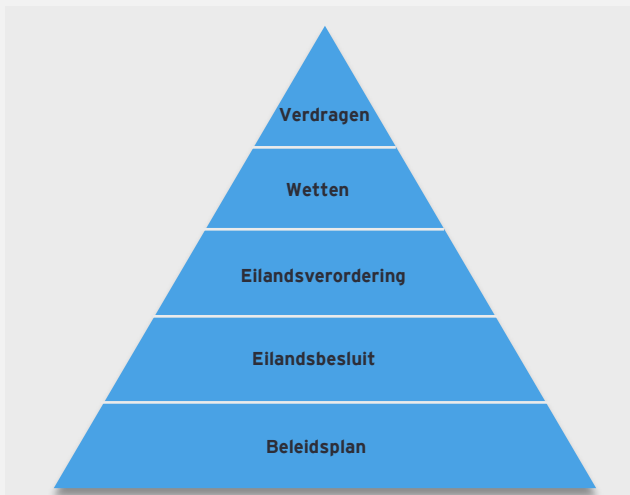 Verdragen
Wetten
Eilandsverordering
Eilandsbesluit
Beleidsplan